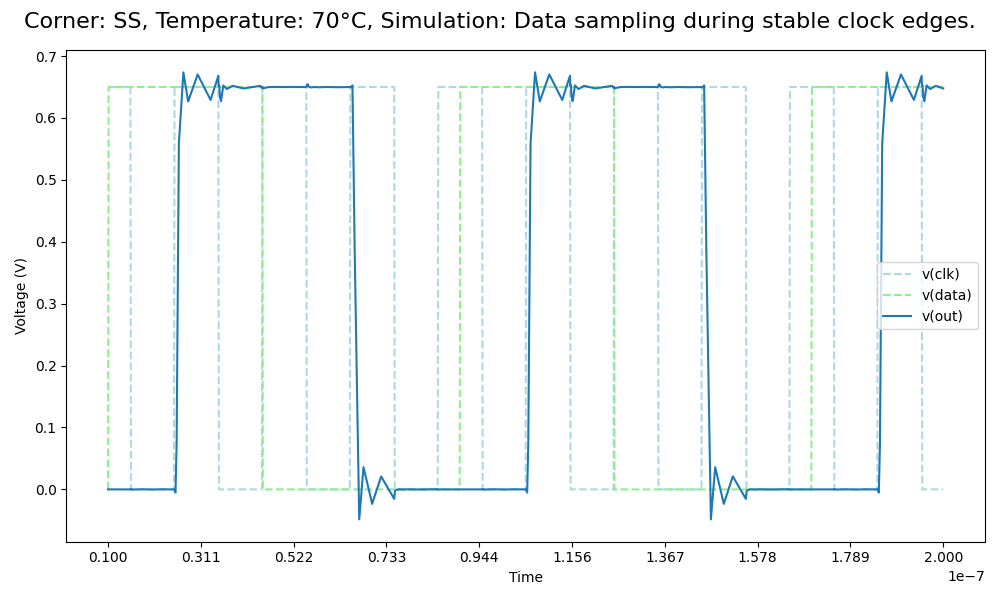 Corner: SS, Temperature: 70°C, Simulation: Data sampling during stable clock edges.
0.7
0.6
0.5
0.4
0.3
0.2
0.1
0.0
Voltage (V)
v(clk)
v(data)
v(out)
0.100 0.311 0.522 0.733 0.944 1.156 1.367 1.578 1.789 2.000
Time
1e−7